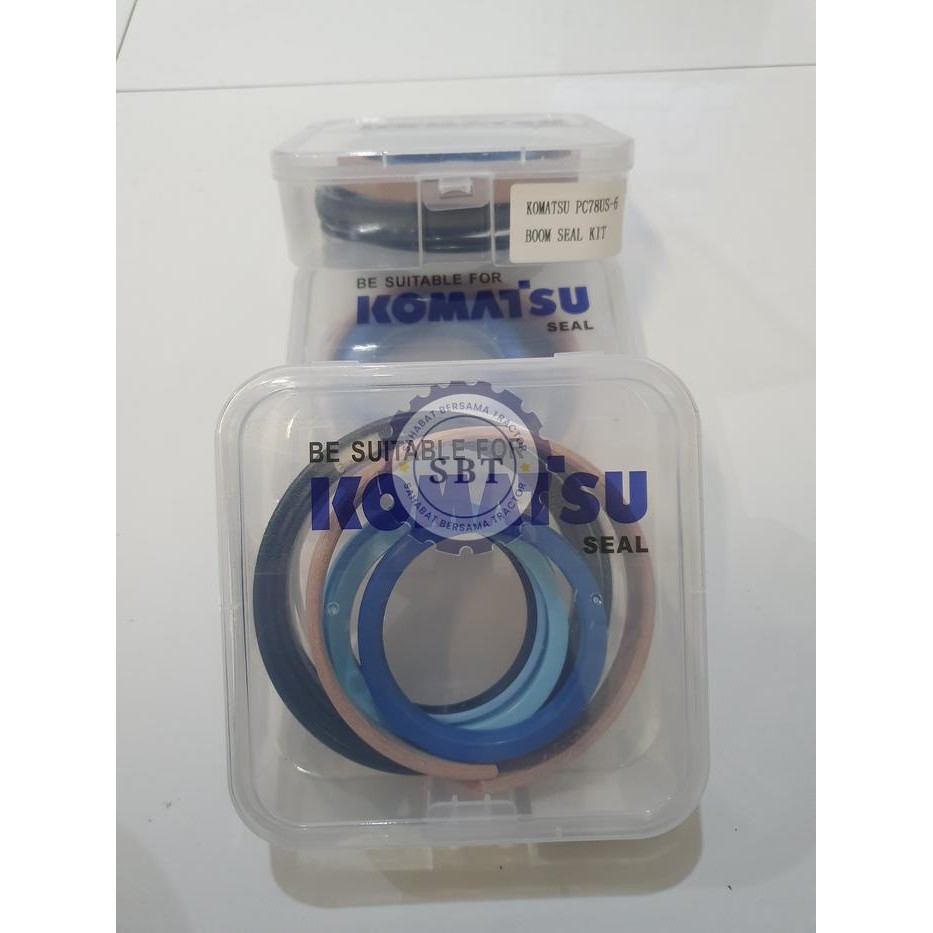 KOMATSU PC78US-6
BOOM SEAL KIT
BE SUITABLE FOR
KOMATSU
SEAL
BE SUITABLE FOR
KOMATSU
SEAL
SAHABAT BERSAMA TRACTOR
SBT
SAHABAT BERSAMA TRACTOR